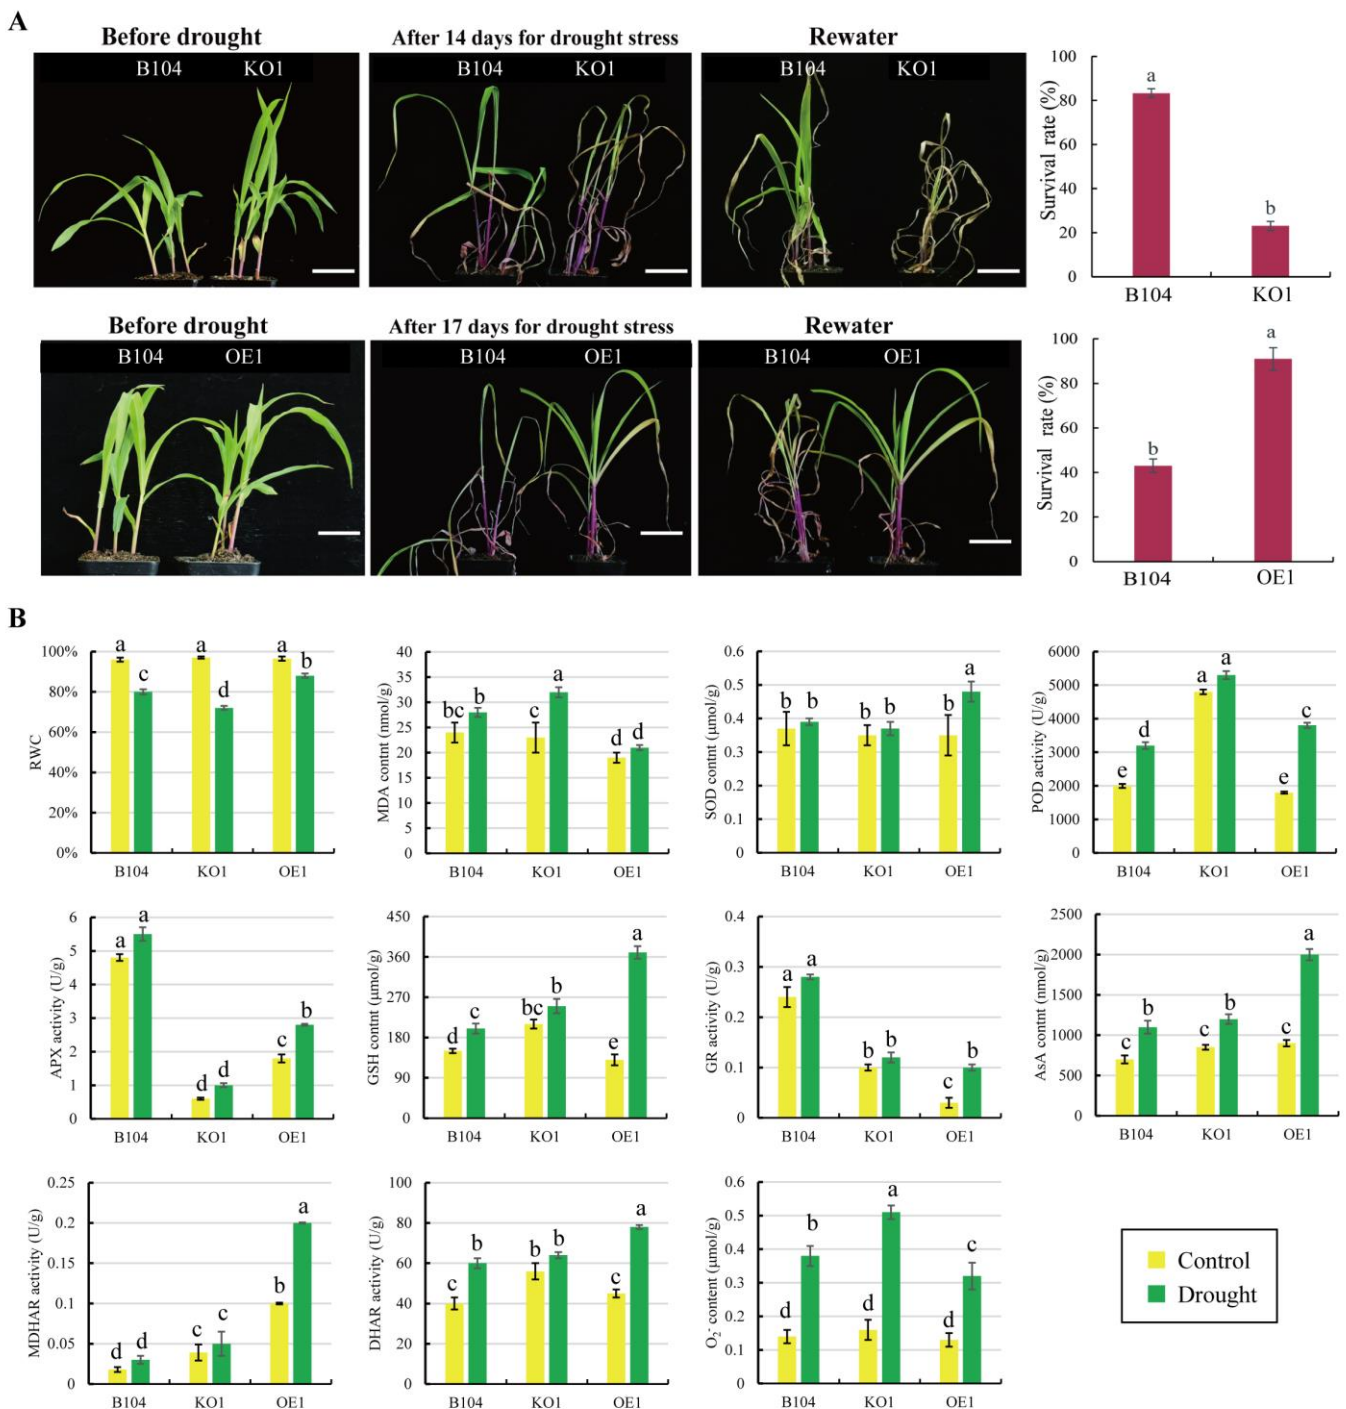 A
Before drought
After 14 days for drought stress
Rewater
B104 KO1
B104 KO1
B104 KO1
Survival rate (%)
100
80
60
40
20
0
a
b
B104 KO1
Before drought
After 17 days for drought stress
Rewater
B104 OE1
B104 OE1
B104 OE1
Survival rate (%)
100
80
60
40
20
0
b
a
B104 OE1
B
RWC
100%
80%
60%
40%
20%
0%
a c a d a b
B104 KO1 OE1
MDA contnt (nmol/g)
40
35
30
25
20
15
10
5
0
bc b c a d d
B104 KO1 OE1
SOD contnt (μmol/g)
0.6
0.5
0.4
0.3
0.2
0.1
0
b b b b b a
B104 KO1 OE1
POD activity (U/g)
6000
5000
4000
3000
2000
1000
0
e d a a e c
B104 KO1 OE1
APX activity (U/g)
6
5
4
3
2
1
0
a a d d c b
B104 KO1 OE1
GSH contnt (μmol/g)
450
360
270
180
90
0
d c bc b e a
B104 KO1 OE1
GR activity (U/g)
0.4
0.3
0.2
0.1
0
a a b b c b
B104 KO1 OE1
AsA contnt (nmol/g)
2500
2000
1500
1000
500
0
c b c b c a
B104 KO1 OE1
MDHAR activity (U/g)
0.25
0.2
0.15
0.1
0.05
0
d d c c b a
B104 KO1 OE1
DHAR activity (U/g)
100
80
60
40
20
0
c b b b c a
B104 KO1 OE1
O₂·⁻ content (μmol/g)
0.6
0.5
0.4
0.3
0.2
0.1
0
d b d a d c
B104 KO1 OE1
Control
Drought